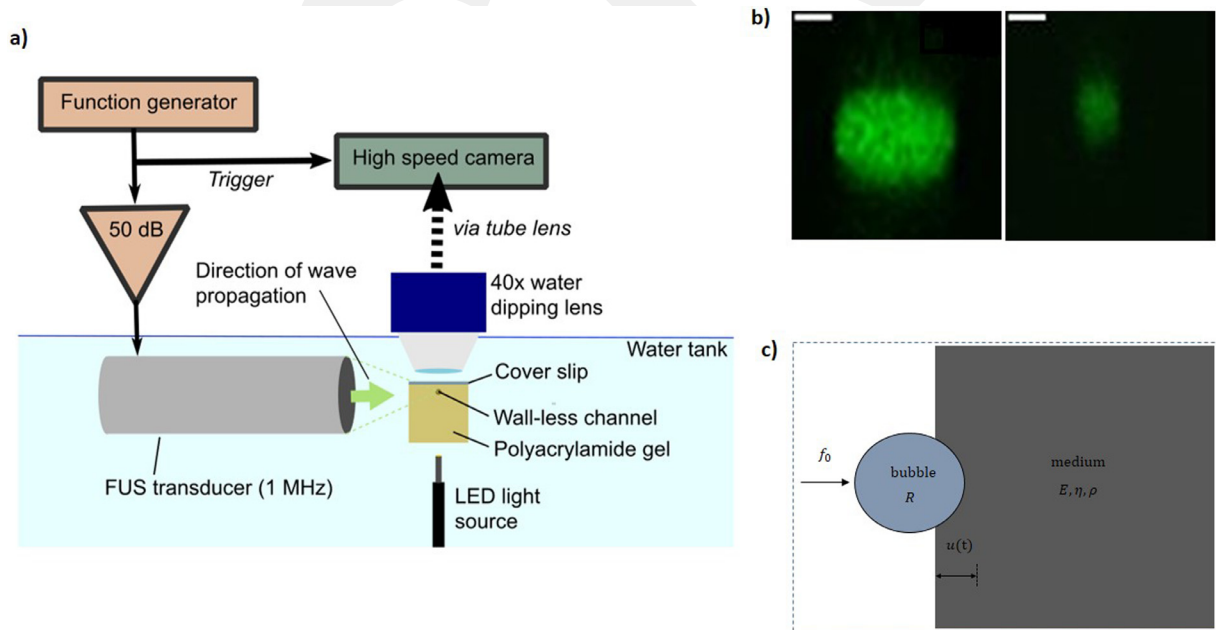 a)
Function generator
Trigger
High speed camera
50 dB
via tube lens
Direction of wave
propagation
40x water
dipping lens
Water tank
Cover slip
Wall-less channel
Polyacrylamide gel
FUS transducer (1 MHz)
LED light
source
b)
c)
f₀
bubble
R
medium
E, η, ρ
u(t)